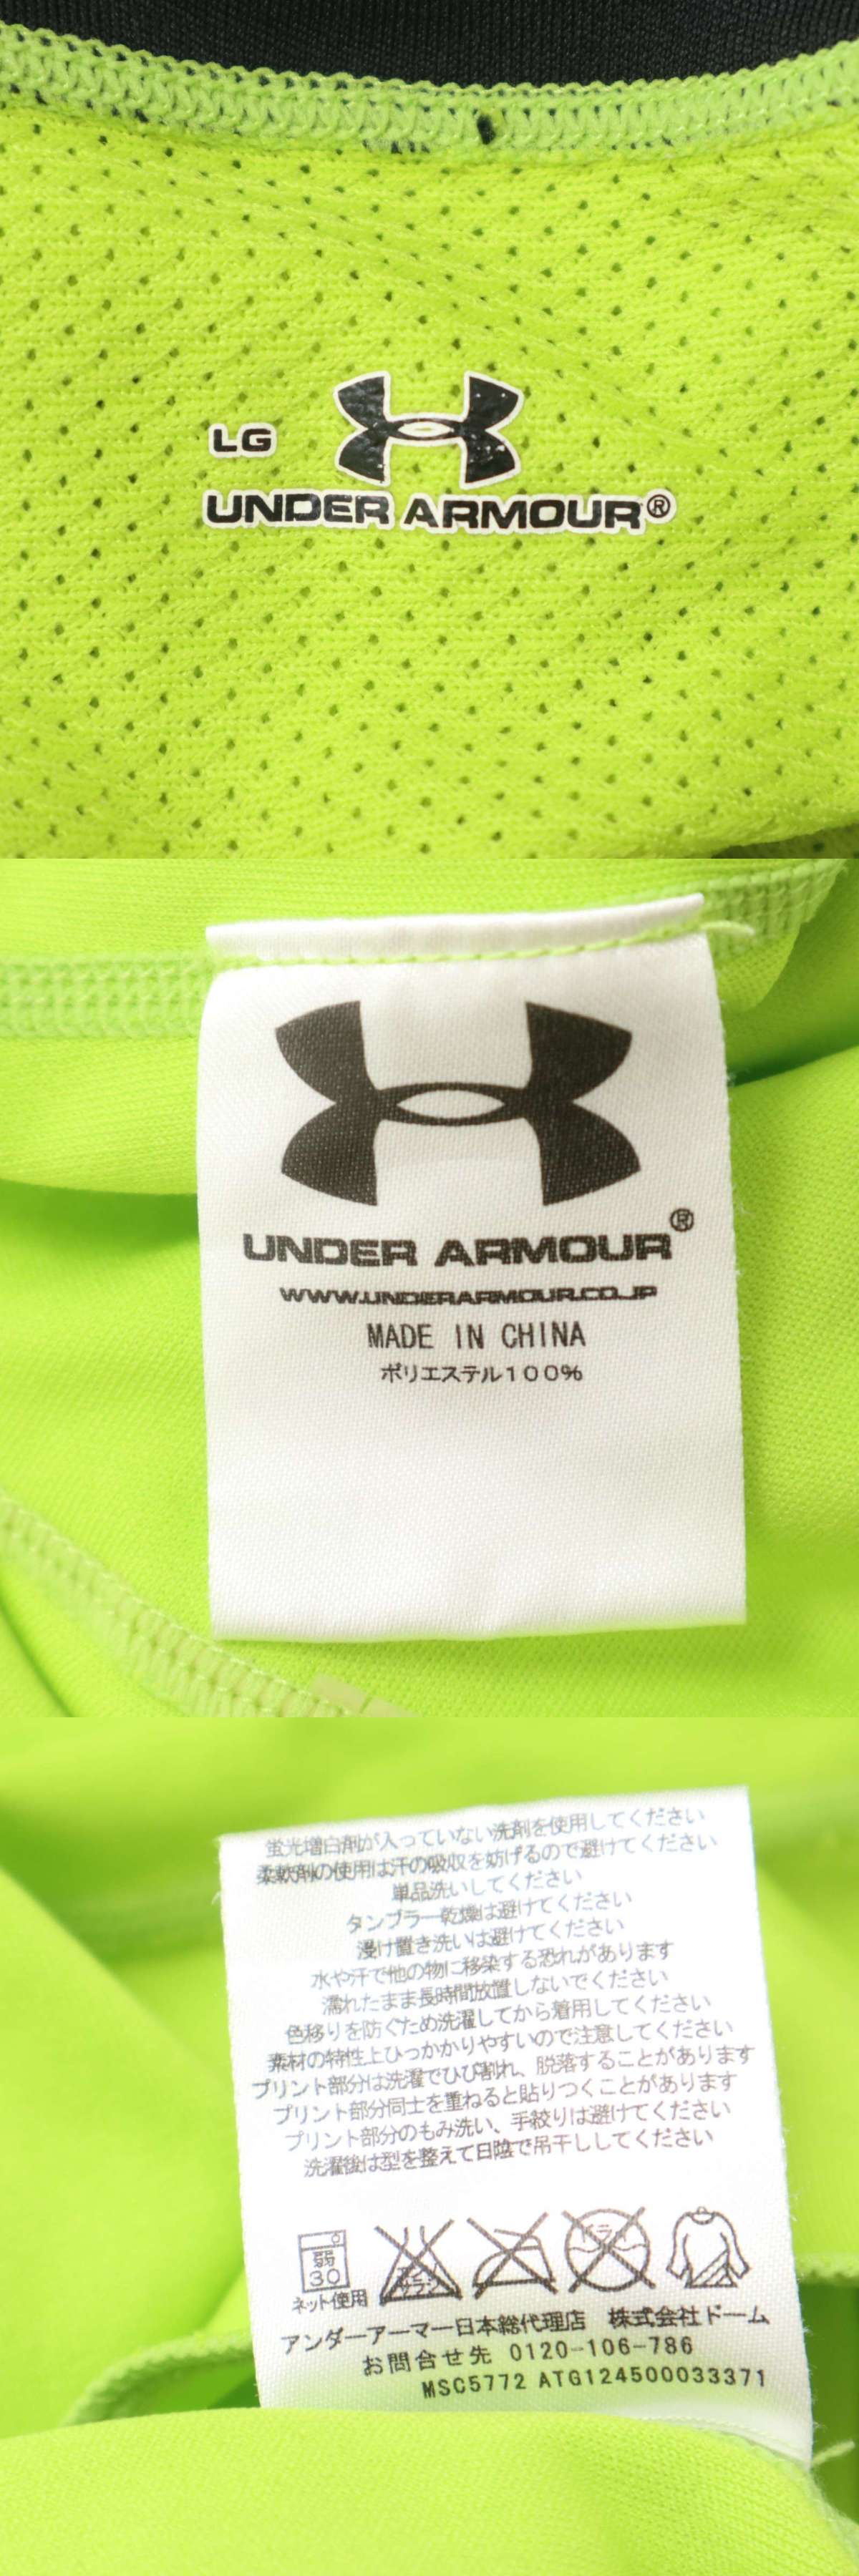 LG
UNDER ARMOUR®
UNDER ARMOUR®
WWW.UNDERARMOUR.CO.JP
MADE IN CHINA
ポリエステル100%
蛍光増白剤が入っていない洗剤を使用してください
柔軟剤の使用は汗の吸収を妨げるので避けてください
単品洗いしてください
タンブラー乾燥は避けてください
浸け置き洗いは避けてください
水や汗で他の物に移染する恐れがあります
濡れたまま長時間放置しないでください
色移りを防ぐため洗濯してから着用してください
素材の特性上ひっかかりやすいので注意してください
プリント部分は洗濯でひび割れ、脱落することがあります
プリント部分同士を重ねると貼りつくことがあります
プリント部分のもみ洗い、手絞りは避けてください
洗濯後は型を整えて日陰で吊干ししてください
弱
30
ネット使用
エンソ
サラシ
ドライ
アンダーアーマー日本総代理店 株式会社ドーム
お問合せ先 0120-106-786
MSC5772 ATG124500033371